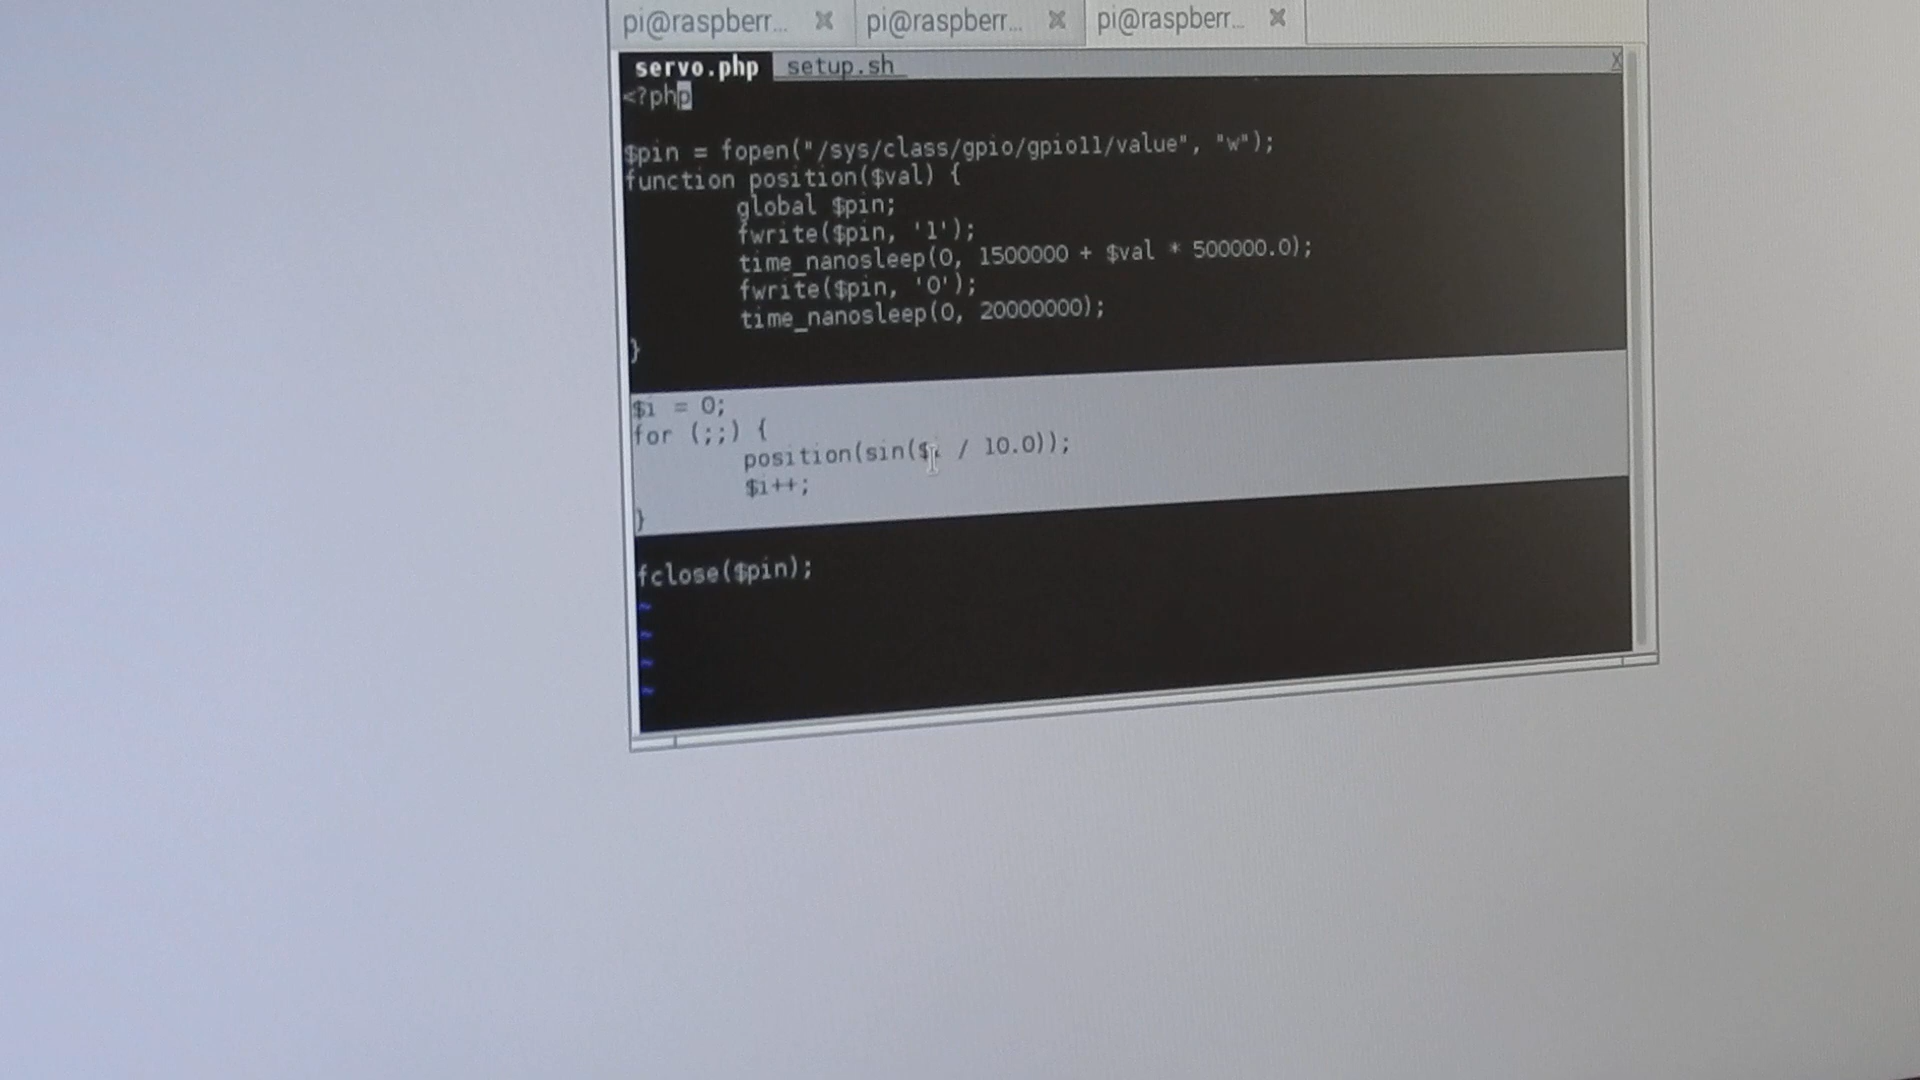 pi@raspberr... ✖ pi@raspberr... ✖ pi@raspberr... ✖
servo.php setup.sh X
<?php
$pin = fopen("/sys/class/gpio/gpio11/value", "w");
function position($val) {
global $pin;
fwrite($pin, '1');
time_nanosleep(0, 1500000 + $val * 500000.0);
fwrite($pin, '0');
time_nanosleep(0, 20000000);
}
$i = 0;
for (;;) {
position(sin($i / 10.0));
$i++;
}
fclose($pin);
~
~
~
~